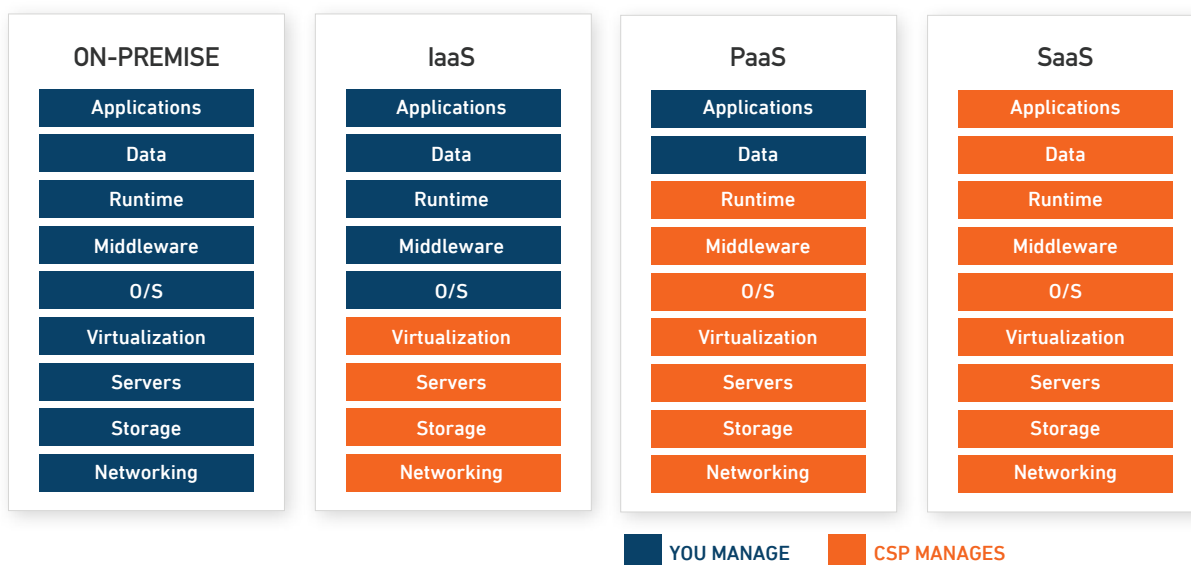 ON-PREMISE
Applications
Data
Runtime
Middleware
O/S
Virtualization
Servers
Storage
Networking
IaaS
Applications
Data
Runtime
Middleware
O/S
Virtualization
Servers
Storage
Networking
PaaS
Applications
Data
Runtime
Middleware
O/S
Virtualization
Servers
Storage
Networking
SaaS
Applications
Data
Runtime
Middleware
O/S
Virtualization
Servers
Storage
Networking
YOU MANAGE
CSP MANAGES